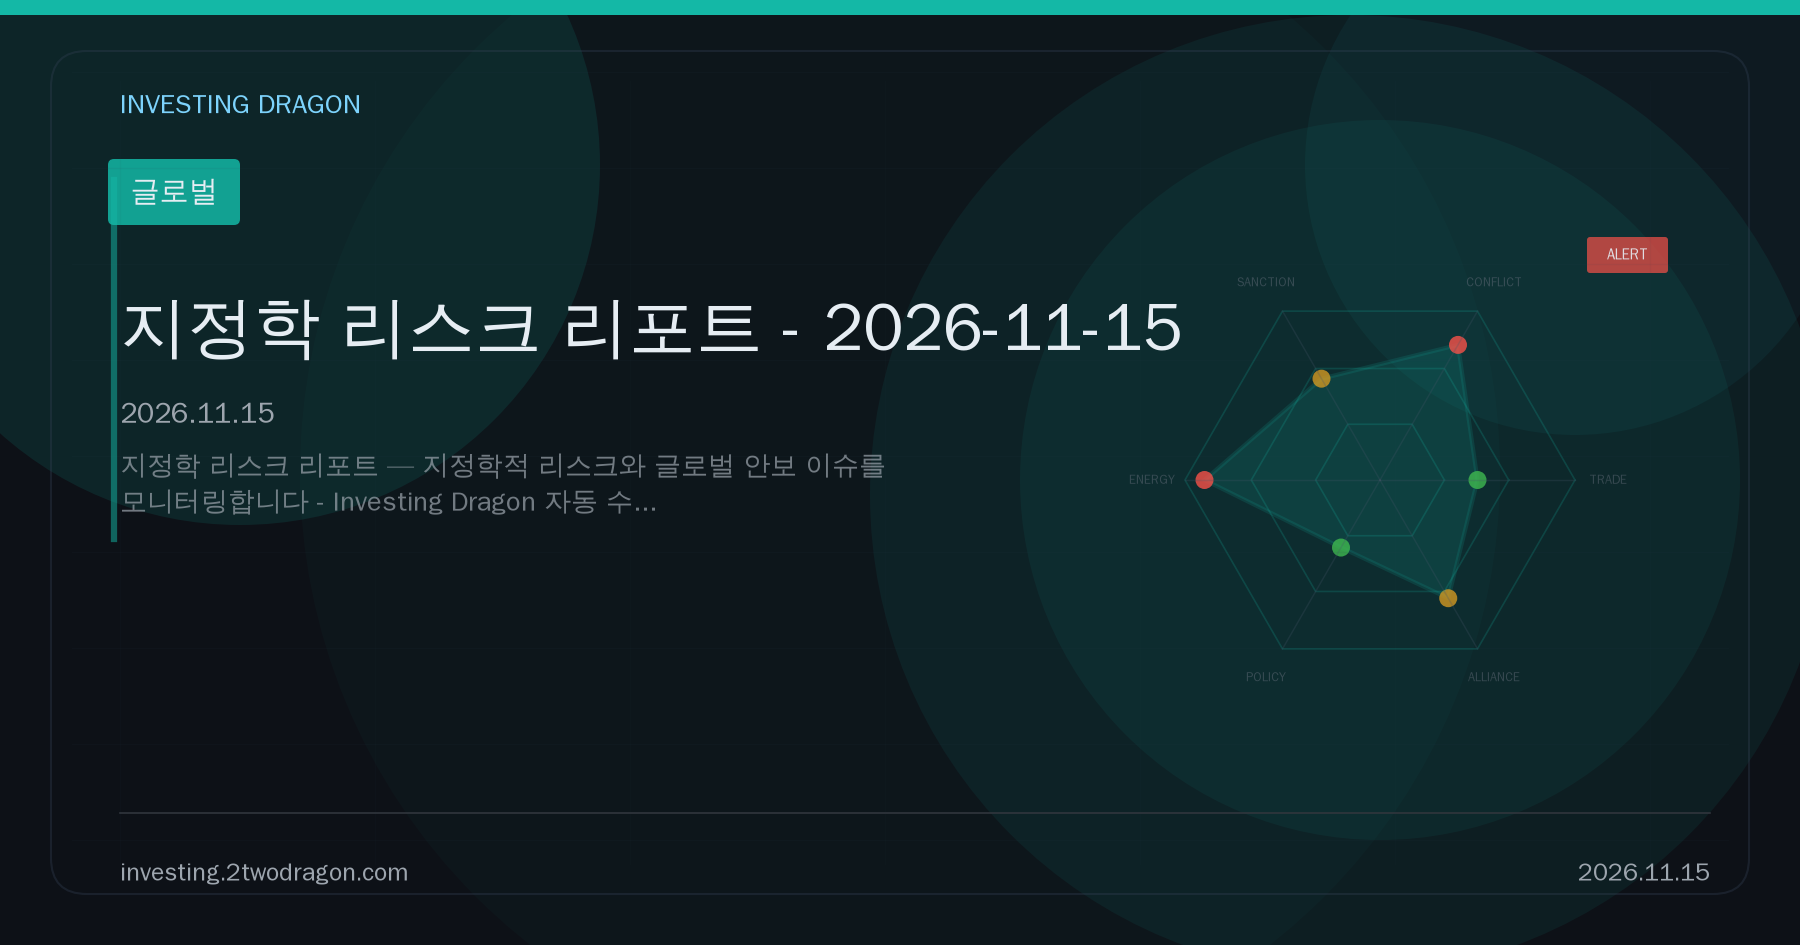 INVESTING DRAGON
글로벌
지정학 리스크 리포트 - 2026-11-15
2026.11.15
지정학 리스크 리포트 — 지정학적 리스크와 글로벌 안보 이슈를
모니터링합니다 - Investing Dragon 자동 수...
ALERT
SANCTION
CONFLICT
ENERGY
TRADE
POLICY
ALLIANCE
investing.2twodragon.com
2026.11.15